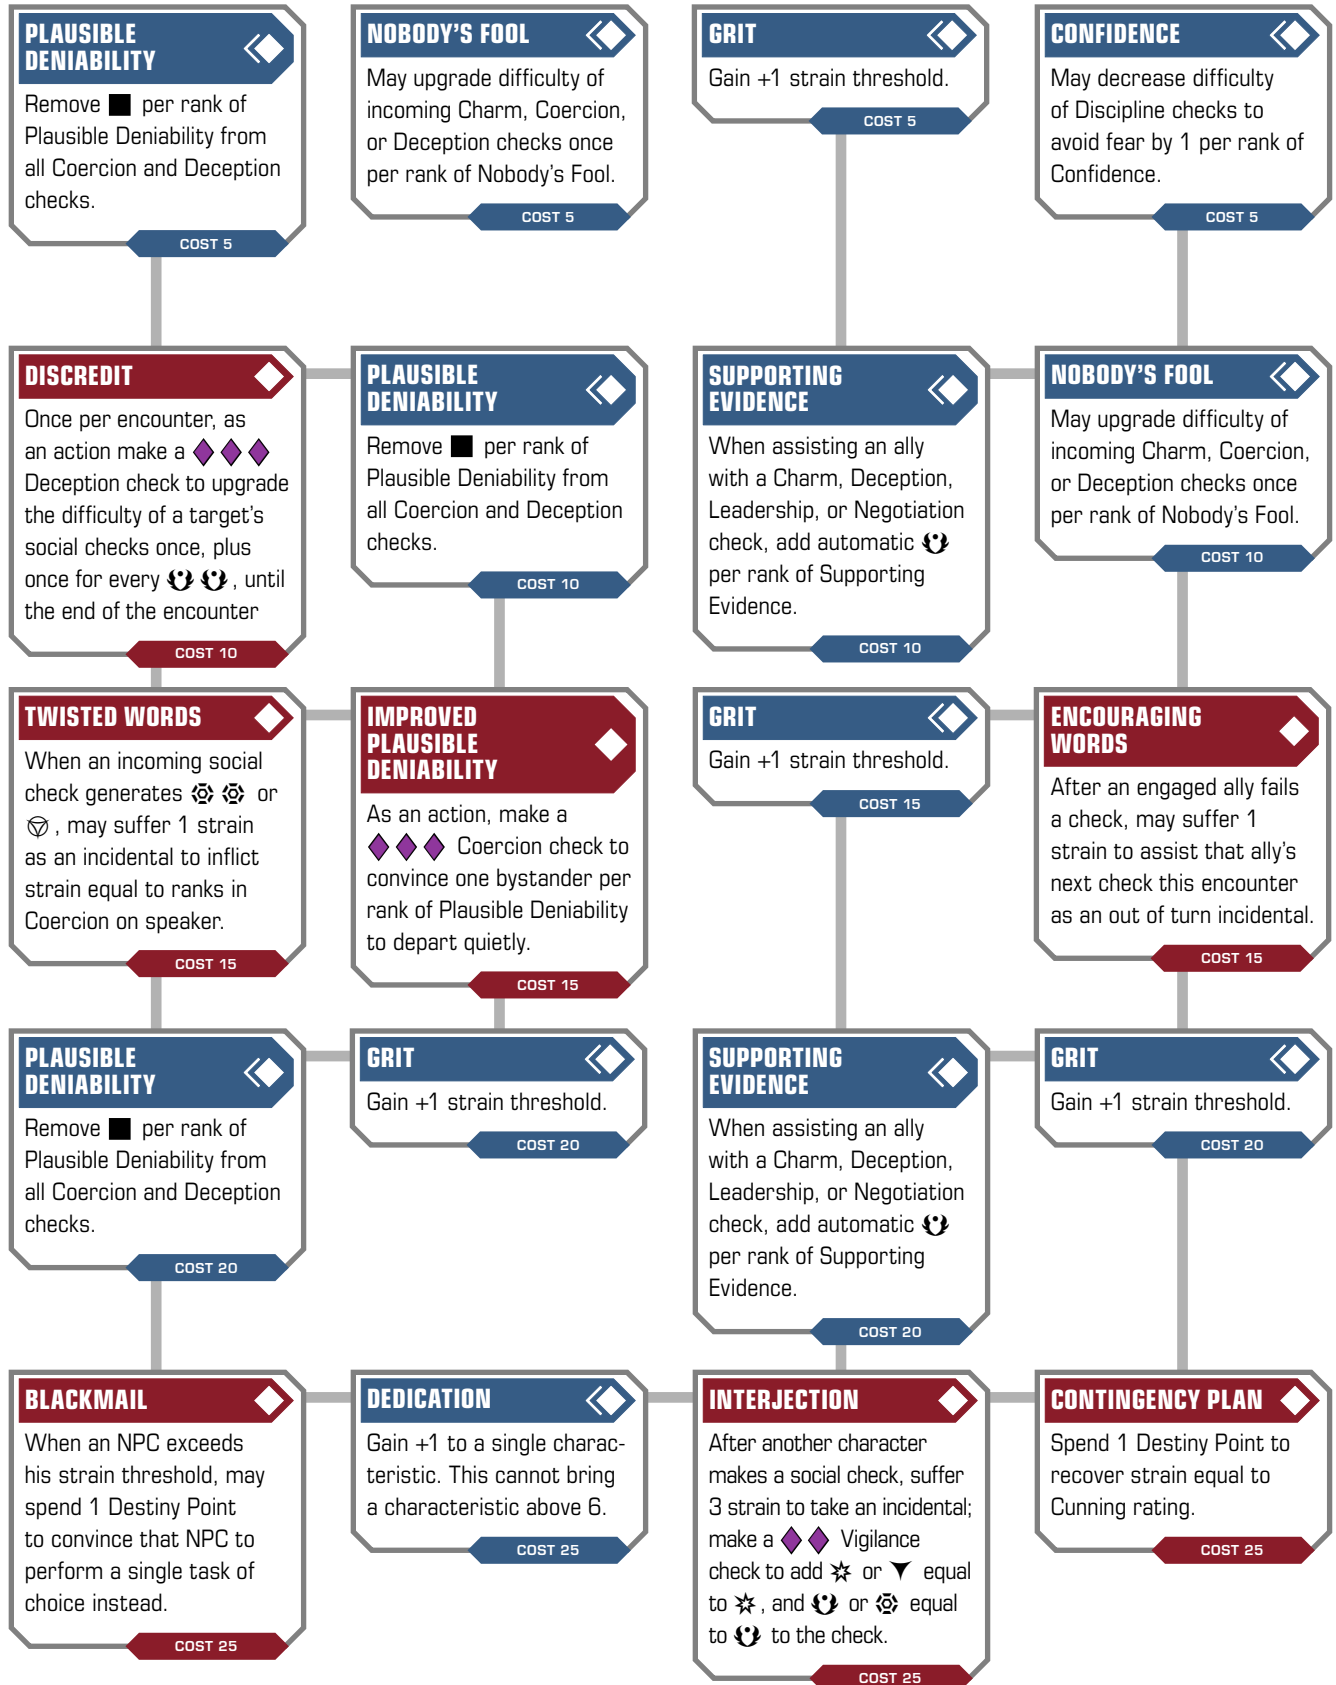 PLAUSIBLE
DENIABILITY
Remove per rank of
Plausible Deniability from
all Coercion and Deception
checks.
COST 5
NOBODY'S FOOL
May upgrade difficulty of
incoming Charm, Coercion,
or Deception checks once
per rank of Nobody's Fool.
COST 5
GRIT
Gain +1 strain threshold.
COST 5
CONFIDENCE
May decrease difficulty
of Discipline checks to
avoid fear by 1 per rank of
Confidence.
COST 5
DISCREDIT
Once per encounter, as
an action make a
Deception check to upgrade
the difficulty of a target's
social checks once, plus
once for every , until
the end of the encounter
COST 10
PLAUSIBLE
DENIABILITY
Remove per rank of
Plausible Deniability from
all Coercion and Deception
checks.
COST 10
SUPPORTING
EVIDENCE
When assisting an ally
with a Charm, Deception,
Leadership, or Negotiation
check, add automatic
per rank of Supporting
Evidence.
COST 10
NOBODY'S FOOL
May upgrade difficulty of
incoming Charm, Coercion,
or Deception checks once
per rank of Nobody's Fool.
COST 10
TWISTED WORDS
When an incoming social
check generates or
, may suffer 1 strain
as an incidental to inflict
strain equal to ranks in
Coercion on speaker.
COST 15
IMPROVED
PLAUSIBLE
DENIABILITY
As an action, make a
Coercion check to
convince one bystander per
rank of Plausible Deniability
to depart quietly.
COST 15
GRIT
Gain +1 strain threshold.
COST 15
ENCOURAGING
WORDS
After an engaged ally fails
a check, may suffer 1
strain to assist that ally's
next check this encounter
as an out of turn incidental.
COST 15
PLAUSIBLE
DENIABILITY
Remove per rank of
Plausible Deniability from
all Coercion and Deception
checks.
COST 20
GRIT
Gain +1 strain threshold.
COST 20
SUPPORTING
EVIDENCE
When assisting an ally
with a Charm, Deception,
Leadership, or Negotiation
check, add automatic
per rank of Supporting
Evidence.
COST 20
GRIT
Gain +1 strain threshold.
COST 20
BLACKMAIL
When an NPC exceeds
his strain threshold, may
spend 1 Destiny Point
to convince that NPC to
perform a single task of
choice instead.
COST 25
DEDICATION
Gain +1 to a single charac-
teristic. This cannot bring
a characteristic above 6.
COST 25
INTERJECTION
After another character
makes a social check, suffer
3 strain to take an incidental;
make a Vigilance
check to add or equal
to , and or equal
to to the check.
COST 25
CONTINGENCY PLAN
Spend 1 Destiny Point to
recover strain equal to
Cunning rating.
COST 25